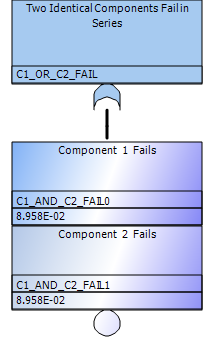 Two Identical Components Fail in
Series
C1_OR_C2_FAIL
Component 1 Fails
C1_AND_C2_FAIL0
8.958E-02
Component 2 Fails
C1_AND_C2_FAIL1
8.958E-02